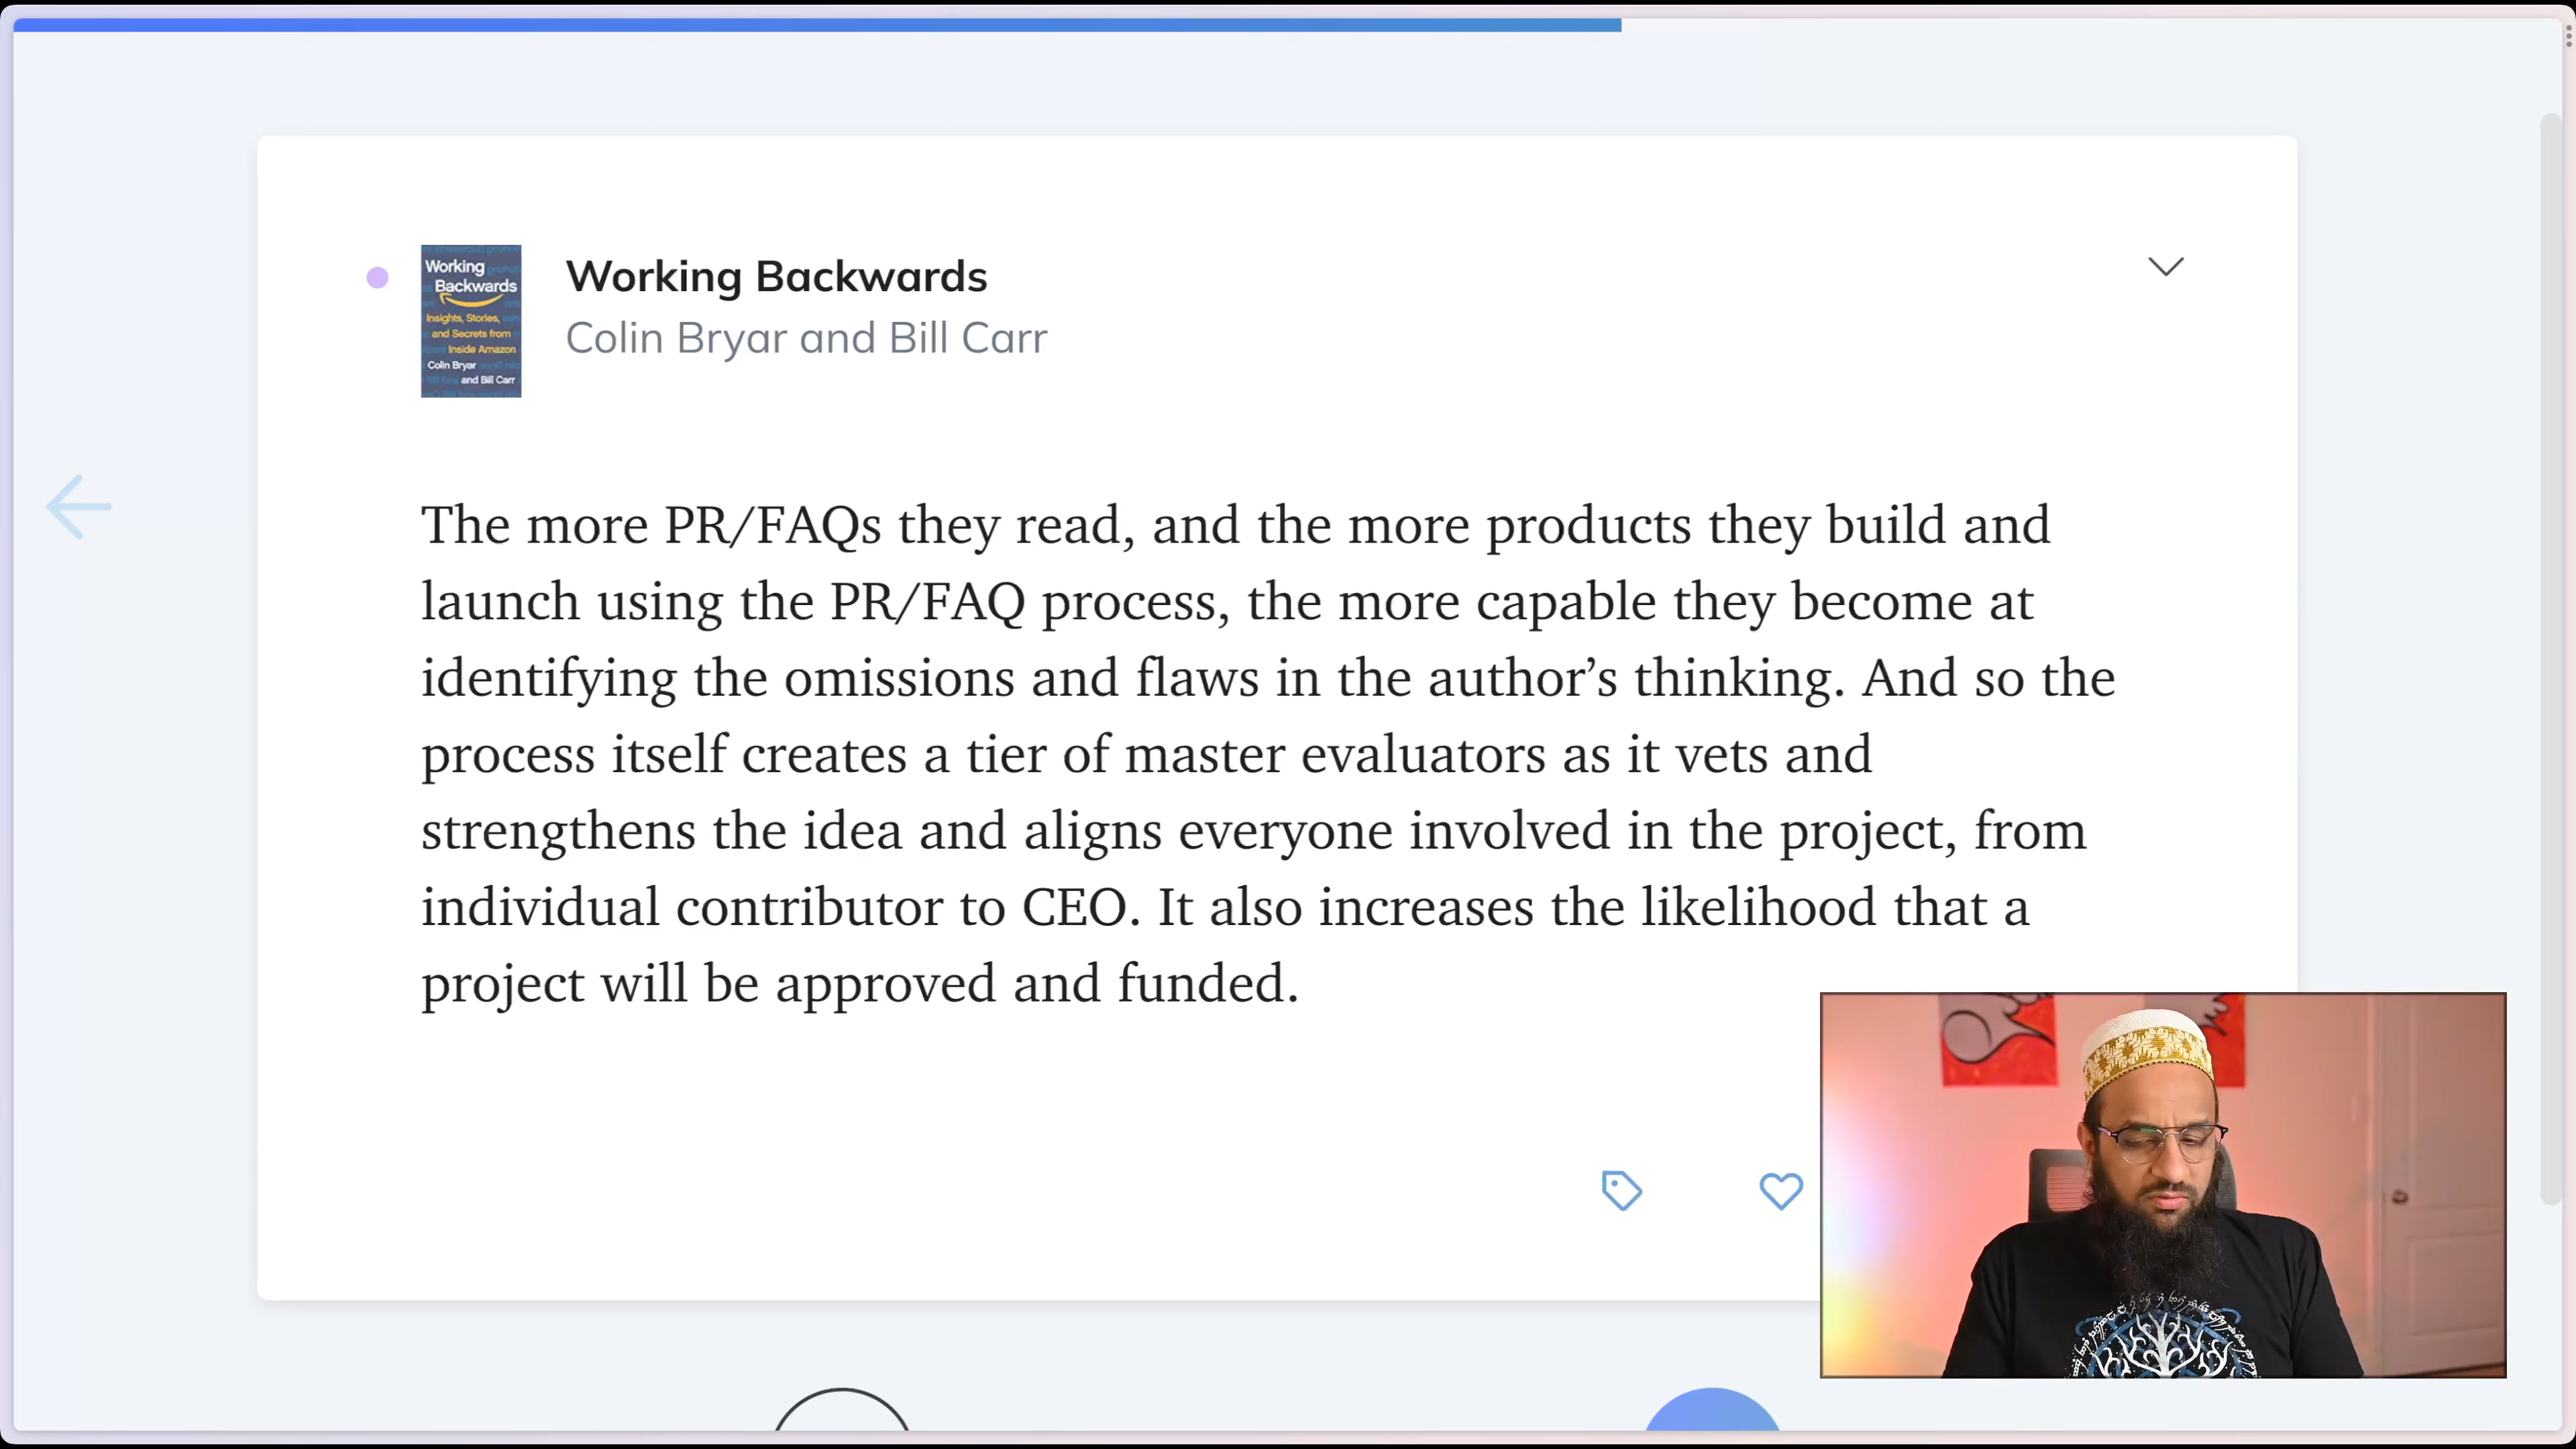 Working
Backwards
Insights, Stories,
and Secrets from
Inside Amazon
Colin Bryar
and Bill Carr
Working Backwards
Colin Bryar and Bill Carr
The more PR/FAQs they read, and the more products they build and
launch using the PR/FAQ process, the more capable they become at
identifying the omissions and flaws in the author’s thinking. And so the
process itself creates a tier of master evaluators as it vets and
strengthens the idea and aligns everyone involved in the project, from
individual contributor to CEO. It also increases the likelihood that a
project will be approved and funded.